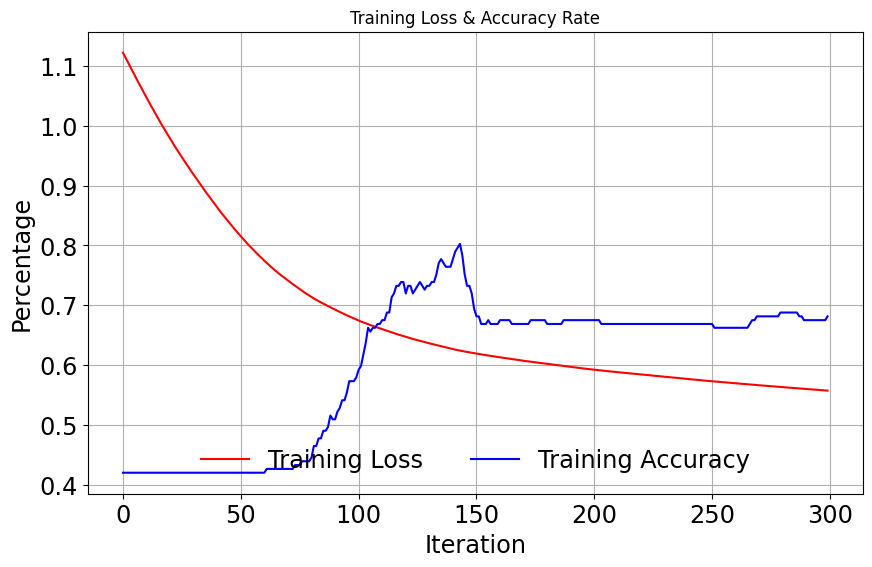 Training Loss & Accuracy Rate
Percentage
1.1
1.0
0.9
0.8
0.7
0.6
0.5
0.4
Training Loss Training Accuracy
0 50 100 150 200 250 300
Iteration